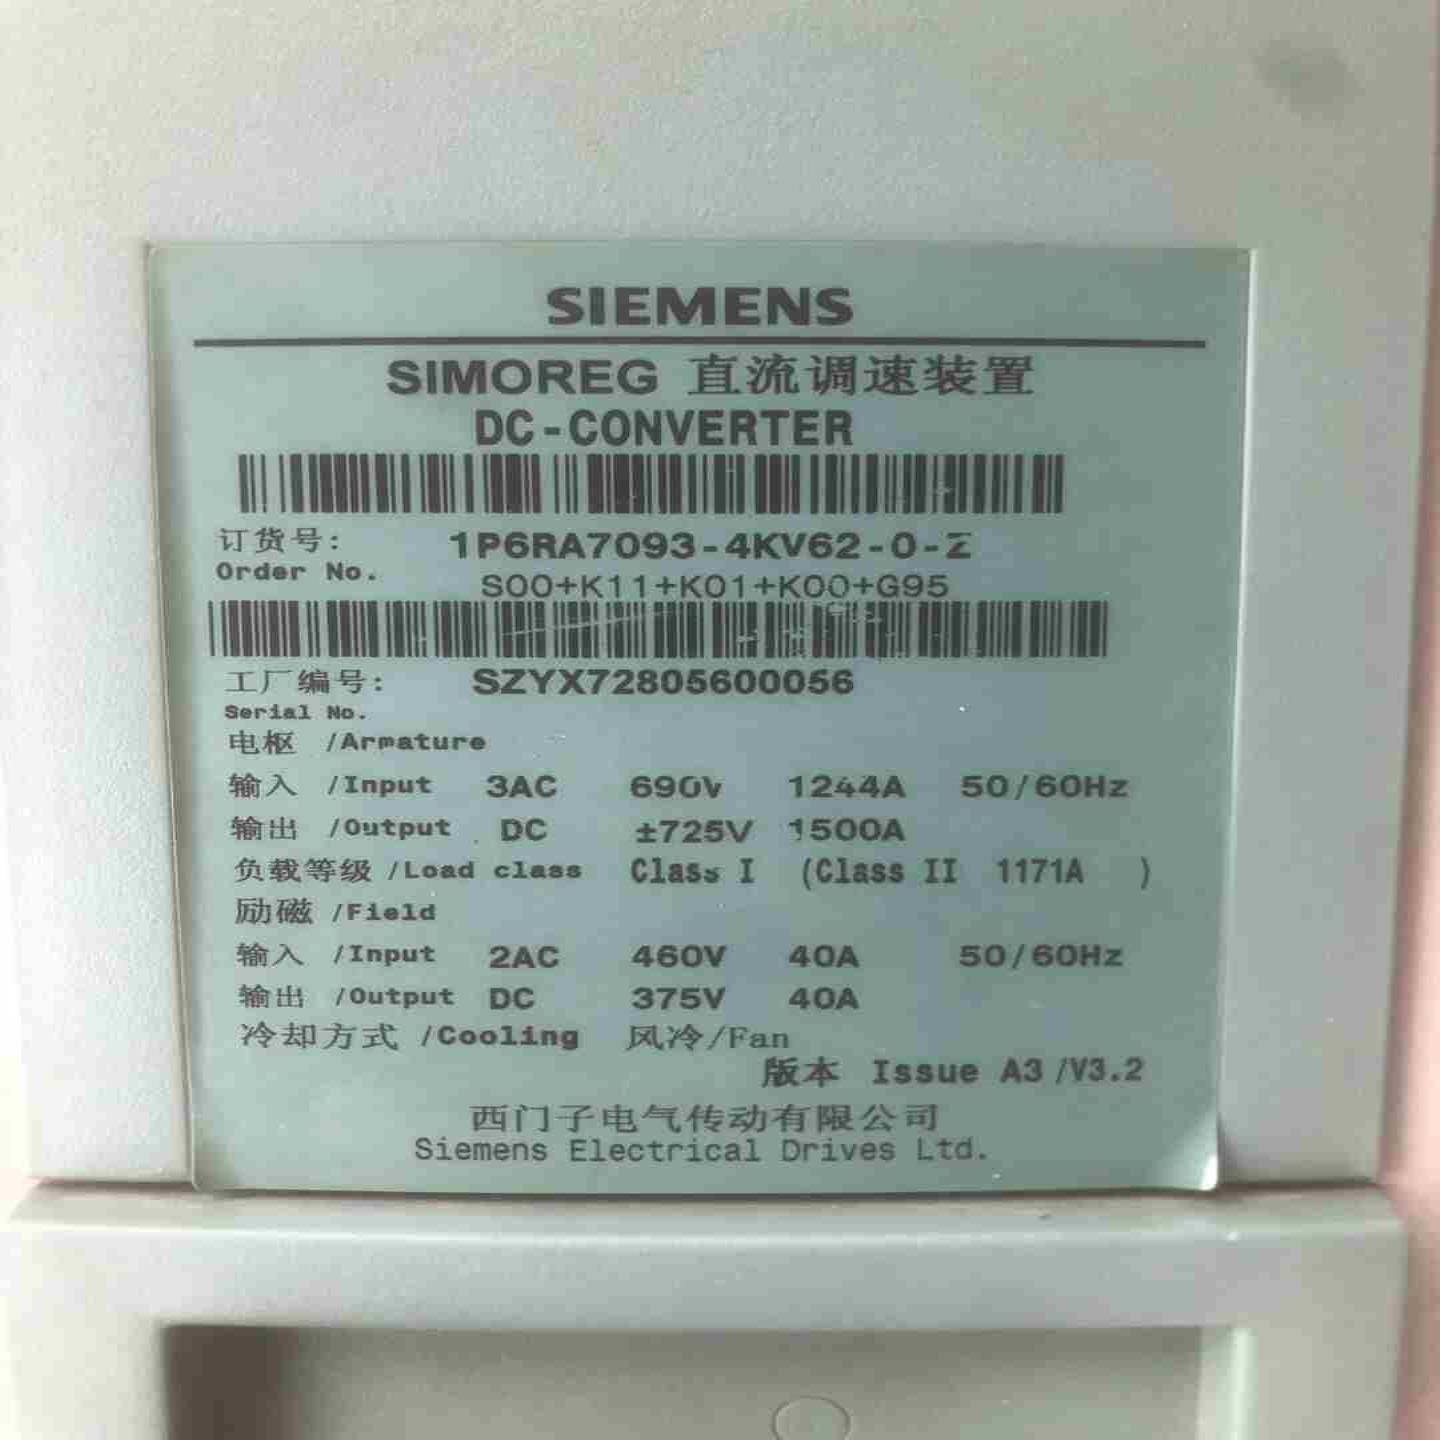 SIEMENS
SIMOREG 直流调速装置
DC-CONVERTER
订货号: 1P6RA7093-4KV62-0-Z
Order No. S00+K11+K01+K00+G95
工厂编号: SZYX72805600056
Serial No.
电枢 /Armature
输入 /Input 3AC 690V 1244A 50/60Hz
输出 /Output DC ±725V 1500A
负载等级 /Load class Class I (Class II 1171A )
励磁 /Field
输入 /Input 2AC 460V 40A 50/60Hz
输出 /Output DC 375V 40A
冷却方式 /Cooling 风冷/Fan
版本 Issue A3 /V3.2
西门子电气传动有限公司
Siemens Electrical Drives Ltd.